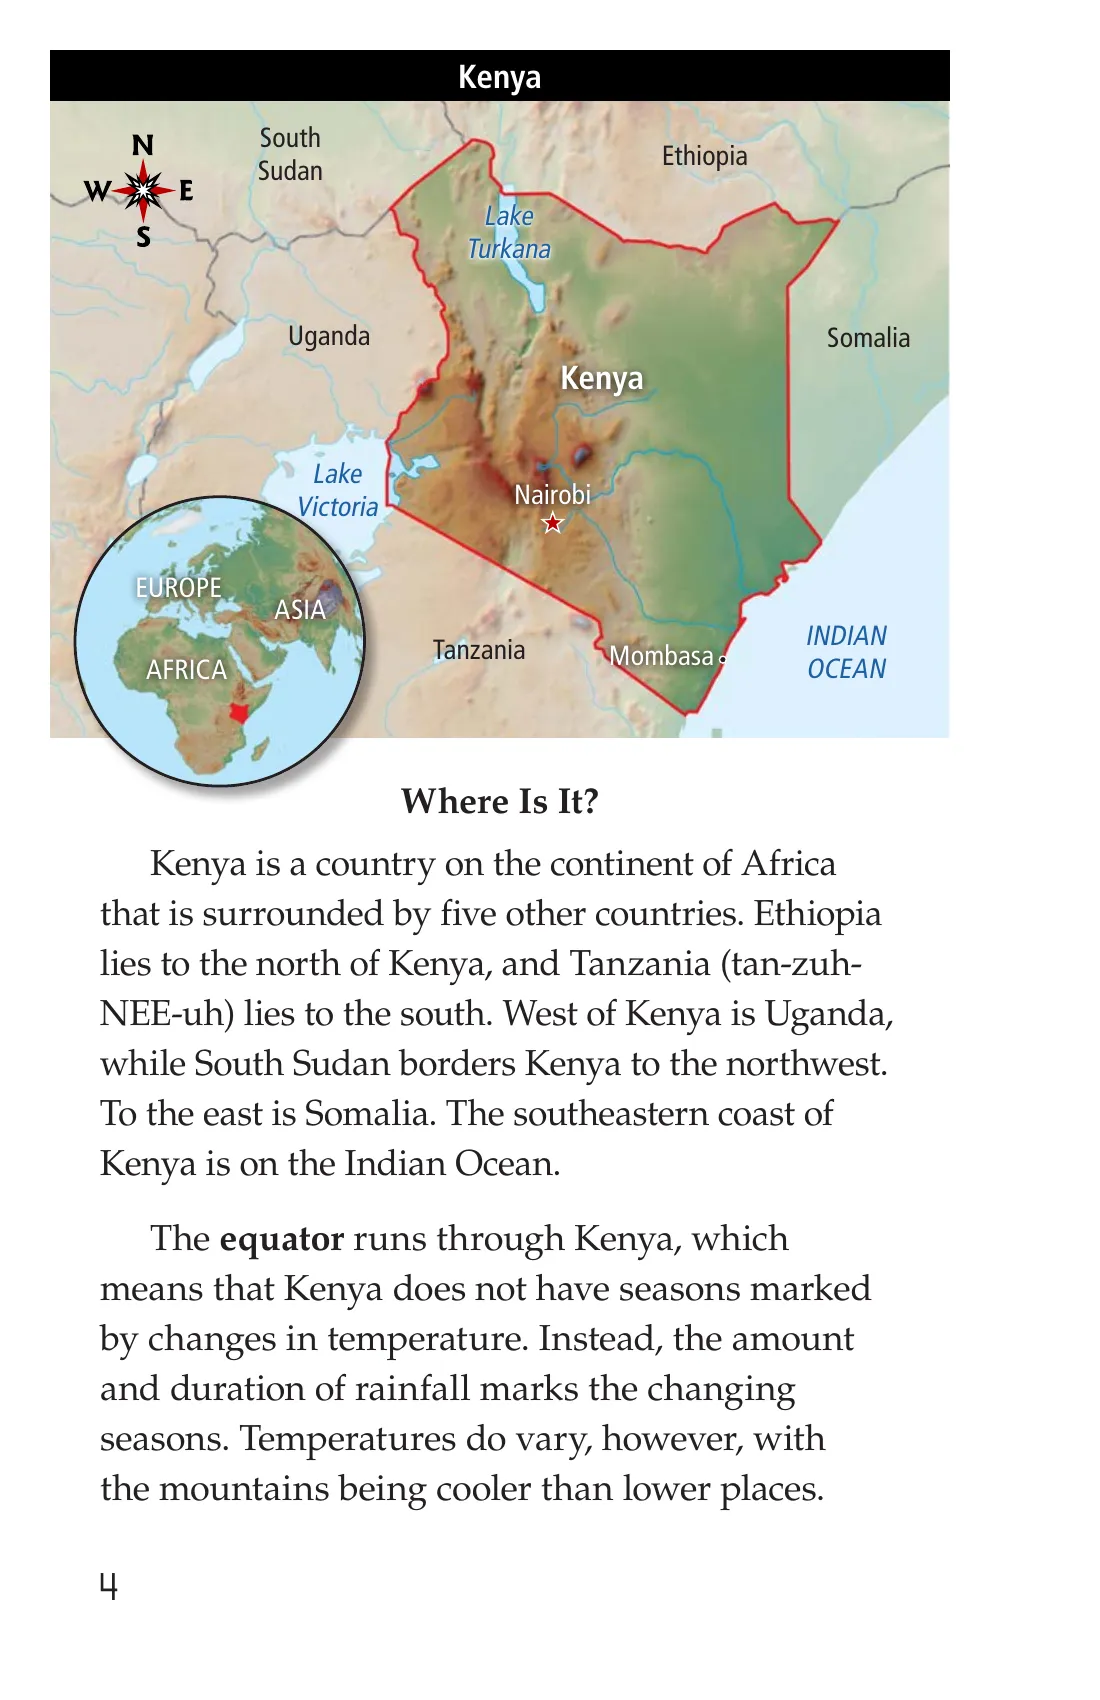 Kenya
N
W E
S
South
Sudan
Ethiopia
Lake
Turkana
Uganda
Somalia
Kenya
Lake
Victoria
Nairobi
EUROPE
ASIA
AFRICA
Tanzania
Mombasa
INDIAN
OCEAN
Where Is It?
Kenya is a country on the continent of Africa
that is surrounded by five other countries. Ethiopia
lies to the north of Kenya, and Tanzania (tan-zuh-
NEE-uh) lies to the south. West of Kenya is Uganda,
while South Sudan borders Kenya to the northwest.
To the east is Somalia. The southeastern coast of
Kenya is on the Indian Ocean.
The equator runs through Kenya, which
means that Kenya does not have seasons marked
by changes in temperature. Instead, the amount
and duration of rainfall marks the changing
seasons. Temperatures do vary, however, with
the mountains being cooler than lower places.
4